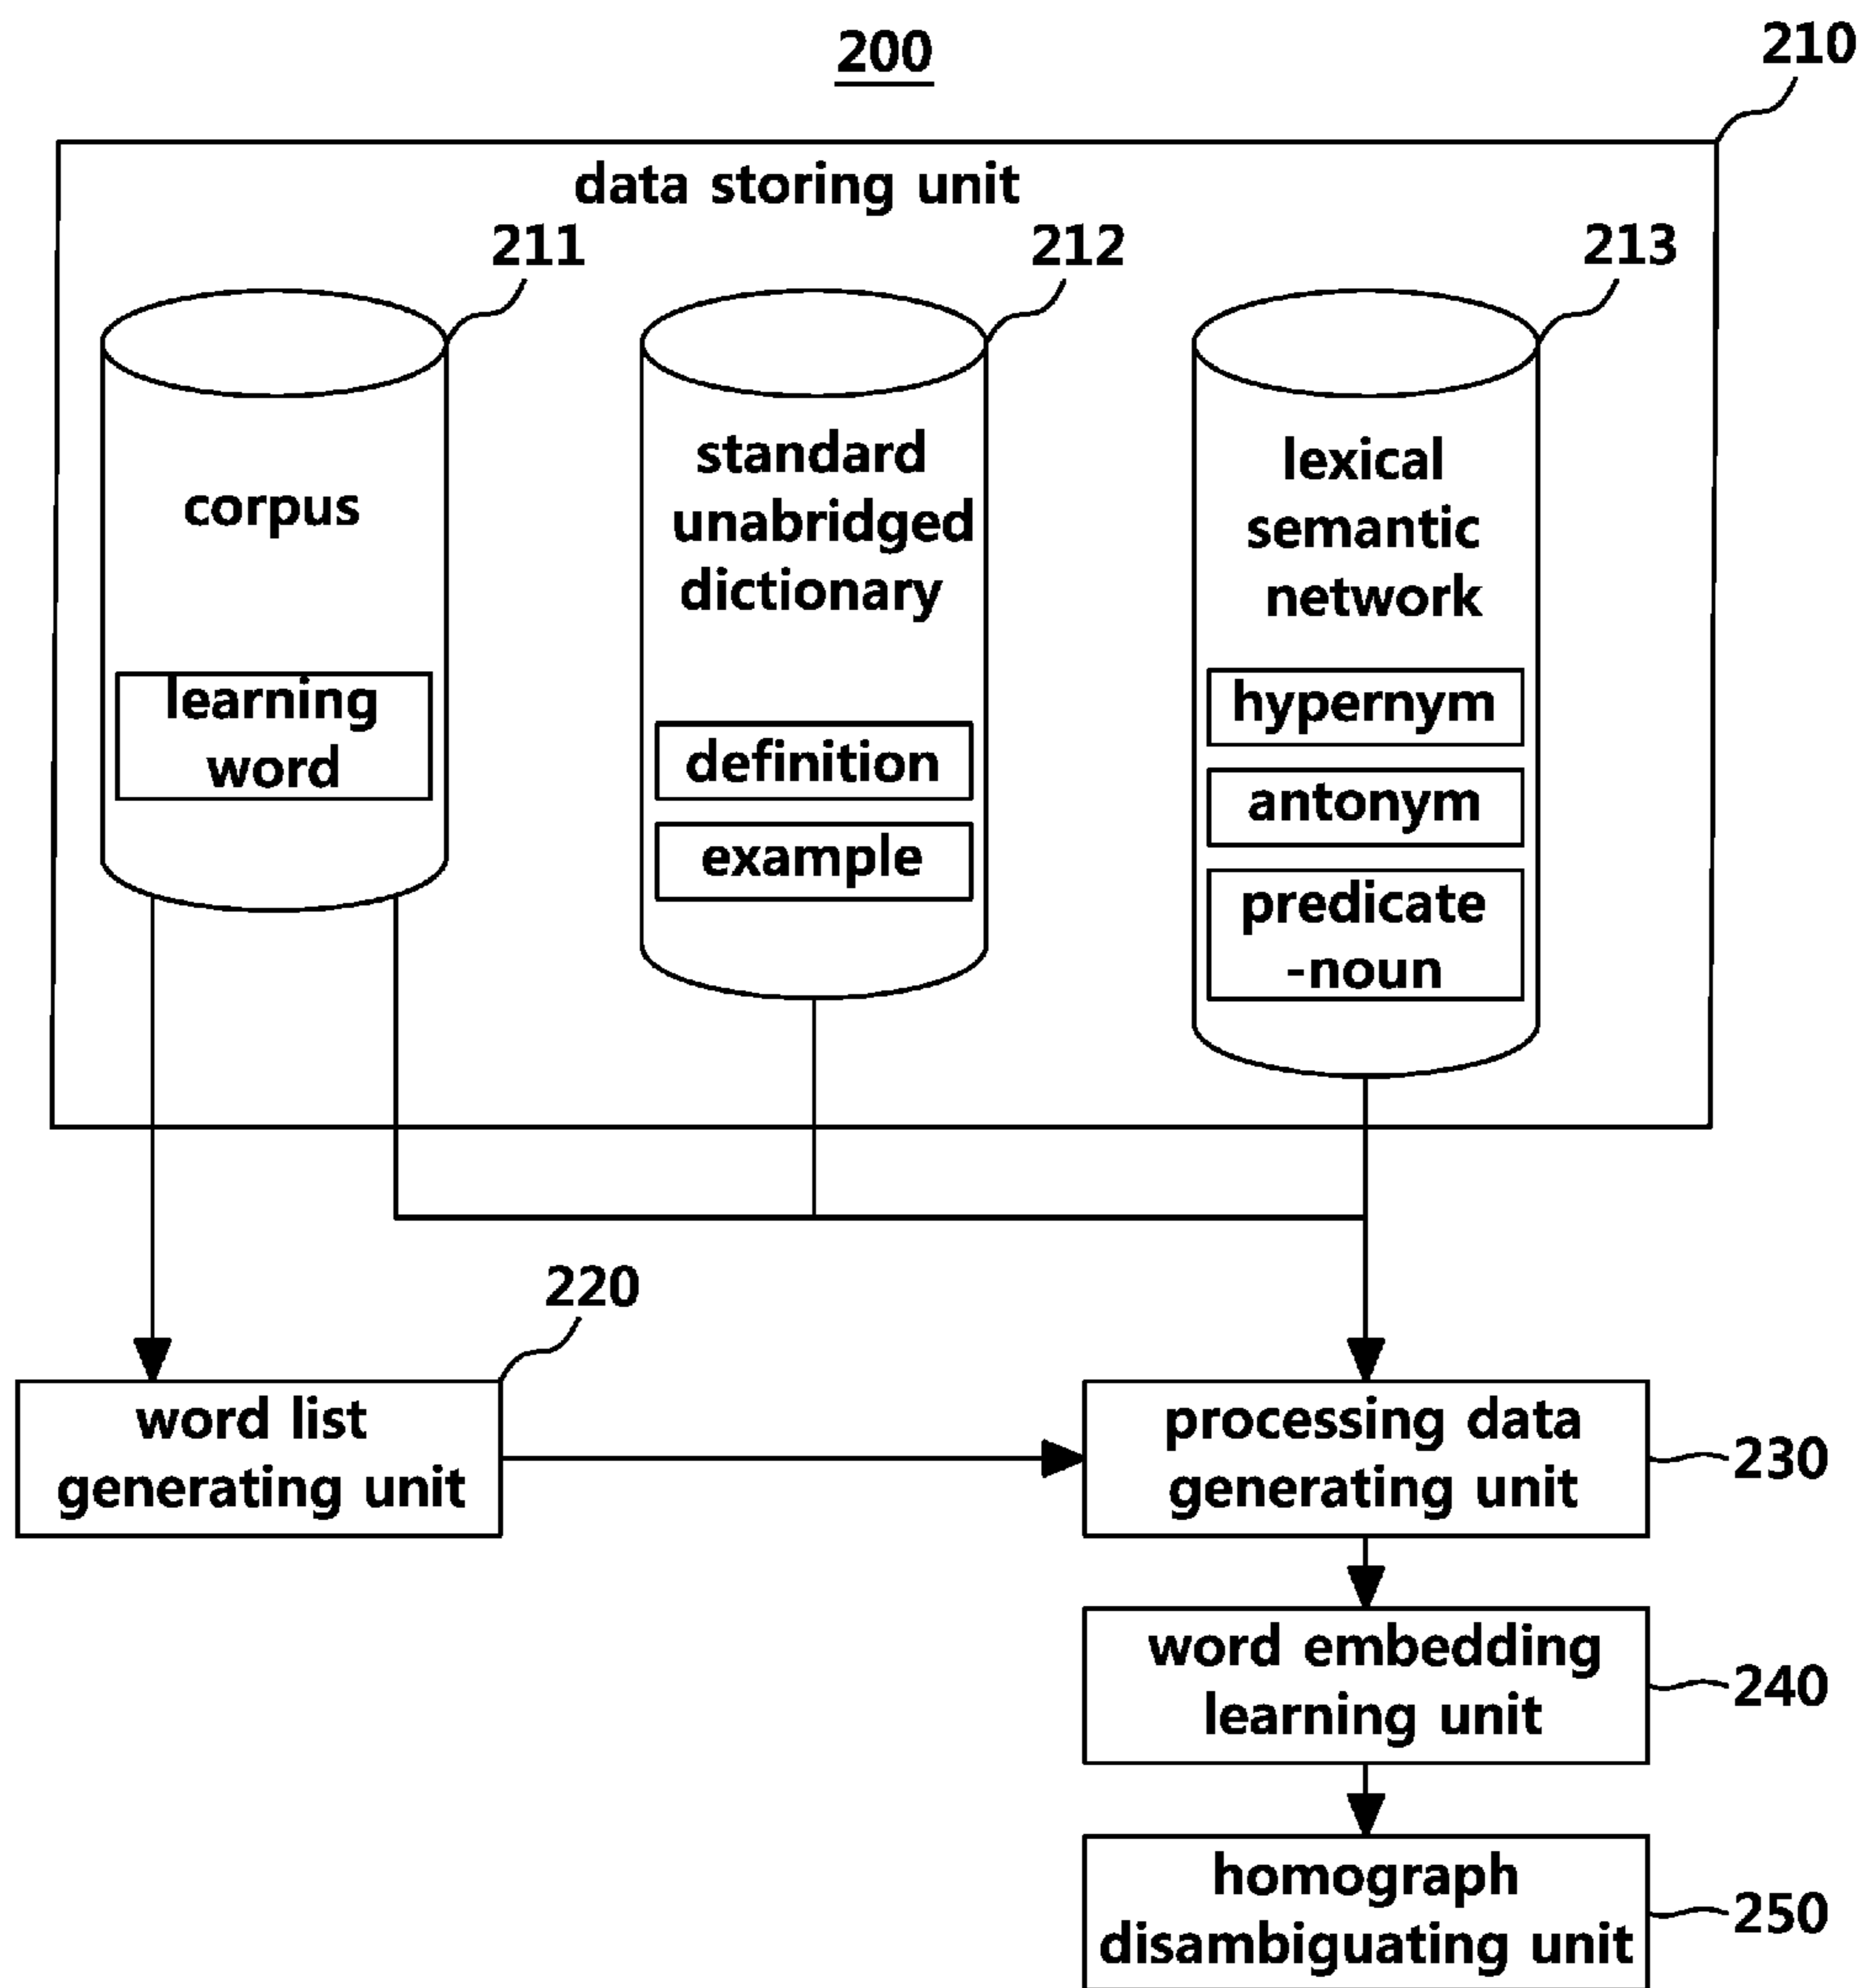 200
210
data storing unit
211
212
213
corpus
learning
word
standard
unabridged
dictionary
definition
example
lexical
semantic
network
hypernym
antonym
predicate
-noun
220
word list
generating unit
processing data
generating unit
230
word embedding
learning unit
240
homograph
disambiguating unit
250